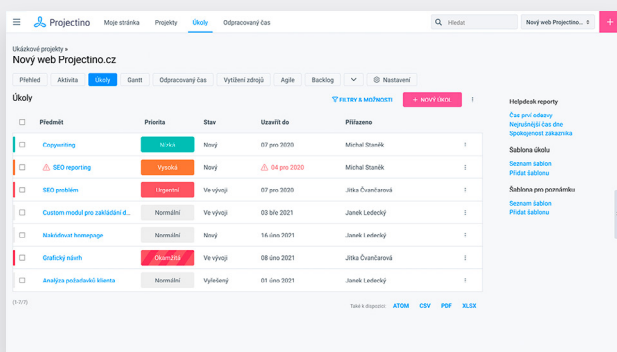 Projectino Moje stránka Projekty Úkoly Odpracovaný čas Hledat Nový web Projectino...
Ukázkové projekty »
Nový web Projectino.cz
Přehled Aktivita Úkoly Gantt Odpracovaný čas Vytížení zdrojů Agile Backlog Nastavení
Úkoly
FILTRY & MOŽNOSTI
+ NOVÝ ÚKOL
Předmět Priorita Stav Uzavřít do Přiřazeno
Copywriting Nízká Nový 07 pro 2020 Michal Staněk
SEO reporting Vysoká Nový 04 pro 2020 Michal Staněk
SEO problém Urgentní Ve vývoji 07 pro 2020 Jitka Čvančarová
Custom modul pro zakládání d... Normální Ve vývoji 03 bře 2021 Janek Ledecký
Nakódovat homepage Normální Nový 16 úno 2021 Janek Ledecký
Grafický návrh Okamžitá Ve vývoji 08 úno 2021 Jitka Čvančarová
Analýza požadavků klienta Normální Vyřešený 01 úno 2021 Janek Ledecký
(1-7/7)
Také k dispozici: ATOM CSV PDF XLSX
Helpdesk reporty
Čas první odezvy
Nejrušnější čas dne
Spokojenost zákazníka
Šablona úkolu
Seznam šablon
Přidat šablonu
Šablona pro poznámku
Seznam šablon
Přidat šablonu